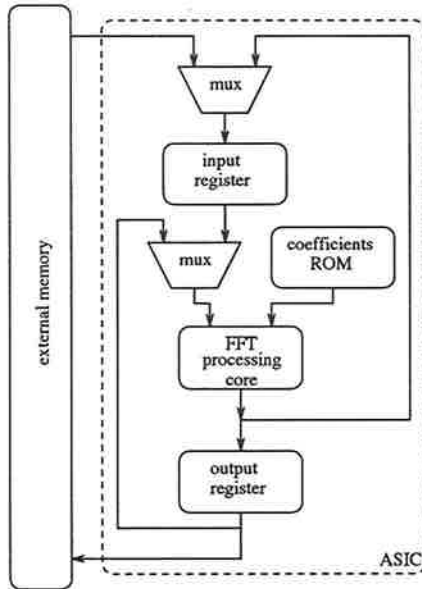 external memory
mux
input
register
mux
coefficients
ROM
FFT
processing
core
output
register
ASIC